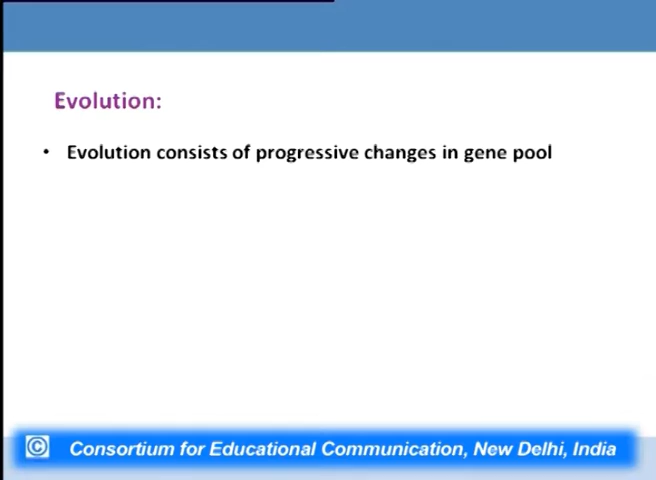 Evolution:
• Evolution consists of progressive changes in gene pool
© Consortium for Educational Communication, New Delhi, India